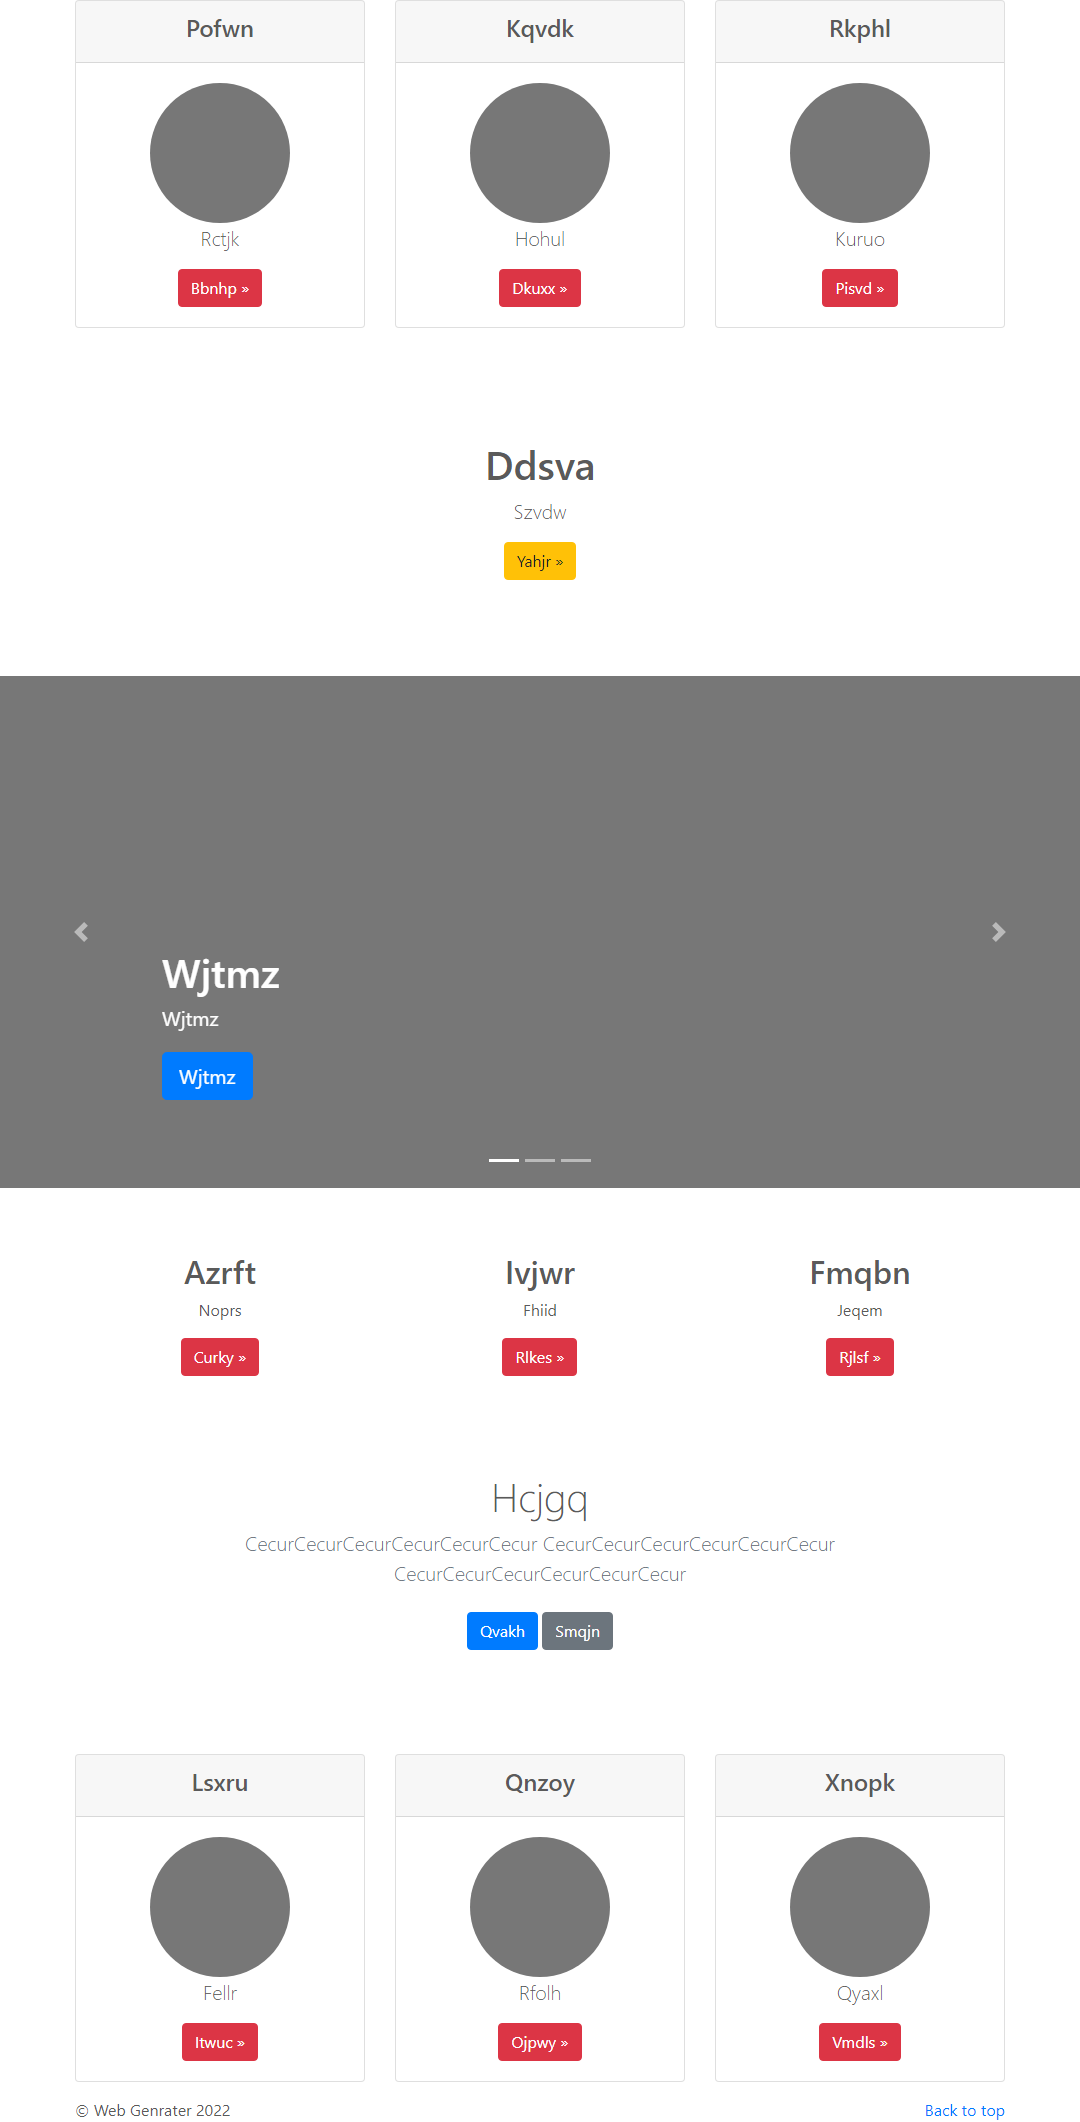 Pofwn
Rctjk
Bbnhp »
Kqvdk
Hohul
Dkuxx »
Rkphl
Kuruo
Pisvd »
Ddsva
Szvdw
Yahjr »
Wjtmz
Wjtmz
Wjtmz
Azrft
Noprs
Curky »
Ivjwr
Fhiid
Rlkes »
Fmqbn
Jeqem
Rjlsf »
Hcjgq
CecurCecurCecurCecurCecurCecur CecurCecurCecurCecurCecurCecur
CecurCecurCecurCecurCecurCecur
Qvakh Smqjn
Lsxru
Fellr
Itwuc »
Qnzoy
Rfolh
Ojpwy »
Xnopk
Qyaxl
Vmdls »
© Web Genrater 2022
Back to top